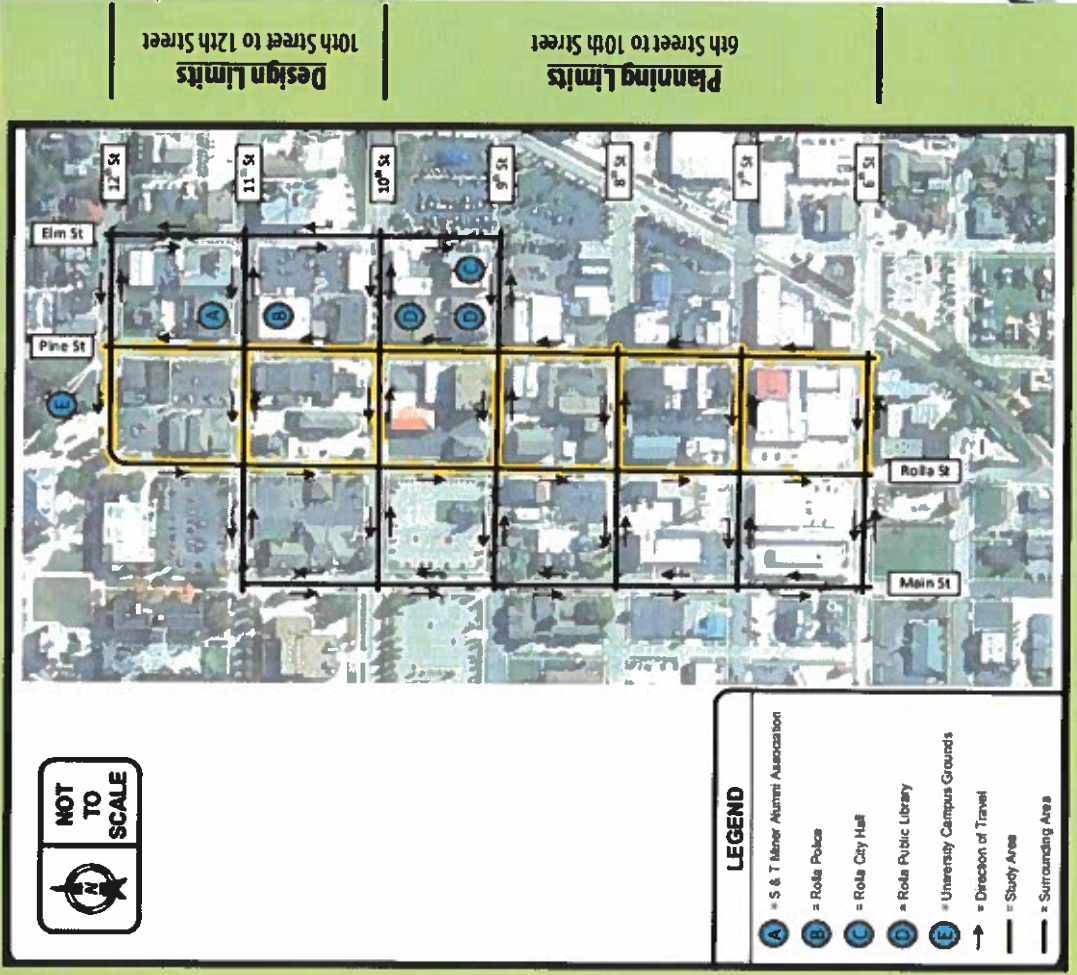 Design Limits
10th Street to 12th Street
Planning Limits
6th Street to 10th Street
12th St
11th St
10th St
9th St
8th St
7th St
6th St
Elm St
Pine St
Rolla St
Main St
A
B
C
D
D
E
NOT
TO
SCALE
N
LEGEND
A = S & T Miner Alumni Association
B = Rolla Police
C = Rolla City Hall
D = Rolla Public Library
E = University Campus Grounds
= Direction of Travel
= Study Area
= Surrounding Area